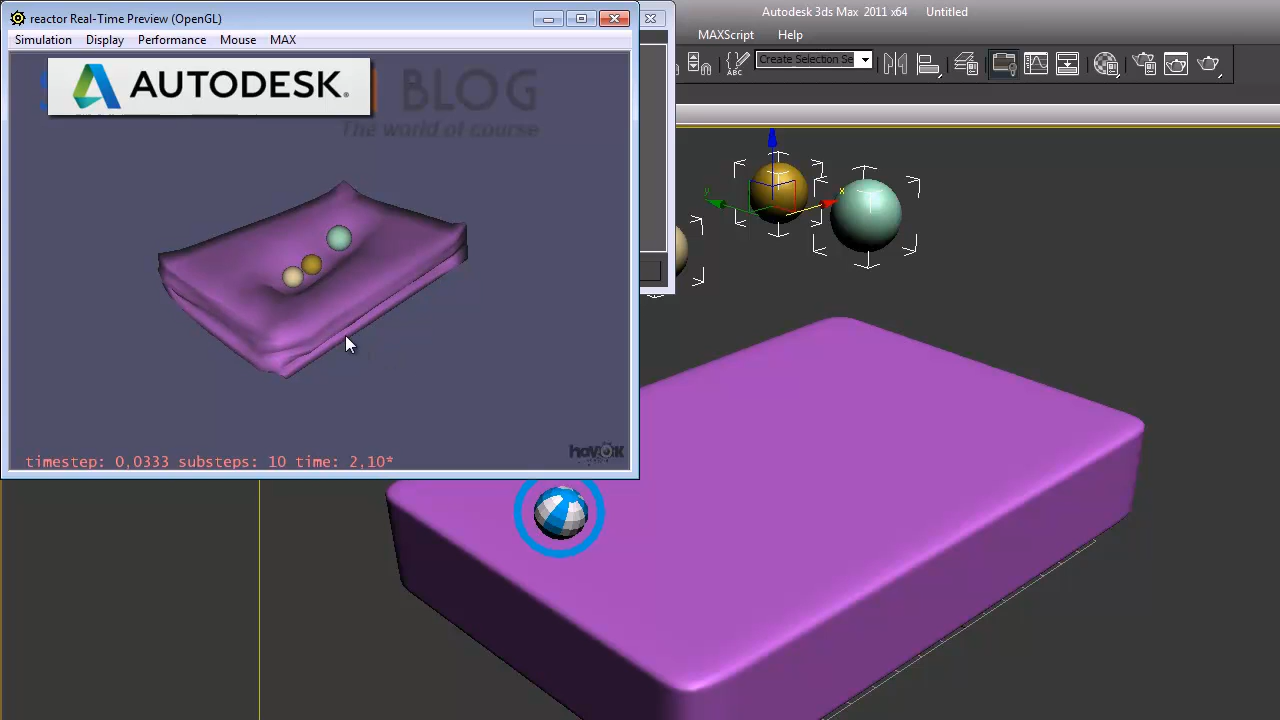 reactor Real-Time Preview (OpenGL)
Autodesk 3ds Max 2011 x64 Untitled
Simulation Display Performance Mouse MAX
MAXScript Help
Create Selection Se
ABC
AUTODESK.
BLOG
The world of course
y
x
havok
timestep: 0,0333 substeps: 10 time: 2,10*